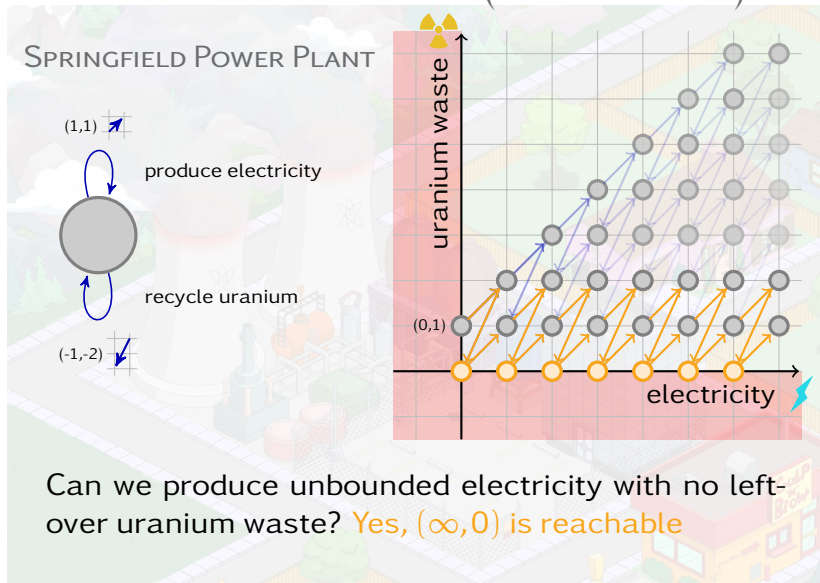 SPRINGFIELD POWER PLANT
(1,1)
produce electricity
recycle uranium
(-1,-2)
uranium waste
(0,1)
electricity
Can we produce unbounded electricity with no left-
over uranium waste? Yes, (∞,0) is reachable